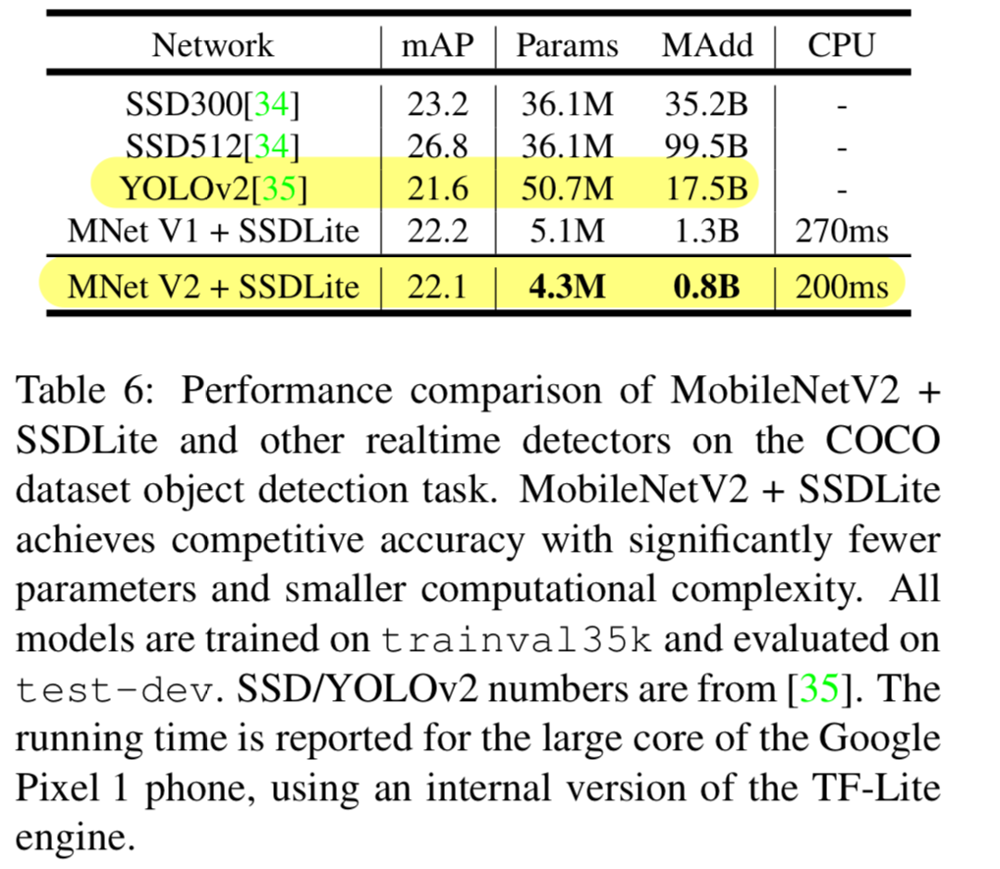 Network mAP Params MAdd CPU
SSD300[34] 23.2 36.1M 35.2B -
SSD512[34] 26.8 36.1M 99.5B -
YOLOv2[35] 21.6 50.7M 17.5B -
MNet V1 + SSDLite 22.2 5.1M 1.3B 270ms
MNet V2 + SSDLite 22.1 4.3M 0.8B 200ms
Table 6: Performance comparison of MobileNetV2 +
SSDLite and other realtime detectors on the COCO
dataset object detection task. MobileNetV2 + SSDLite
achieves competitive accuracy with significantly fewer
parameters and smaller computational complexity. All
models are trained on trainval35k and evaluated on
test-dev. SSD/YOLOv2 numbers are from [35]. The
running time is reported for the large core of the Google
Pixel 1 phone, using an internal version of the TF-Lite
engine.